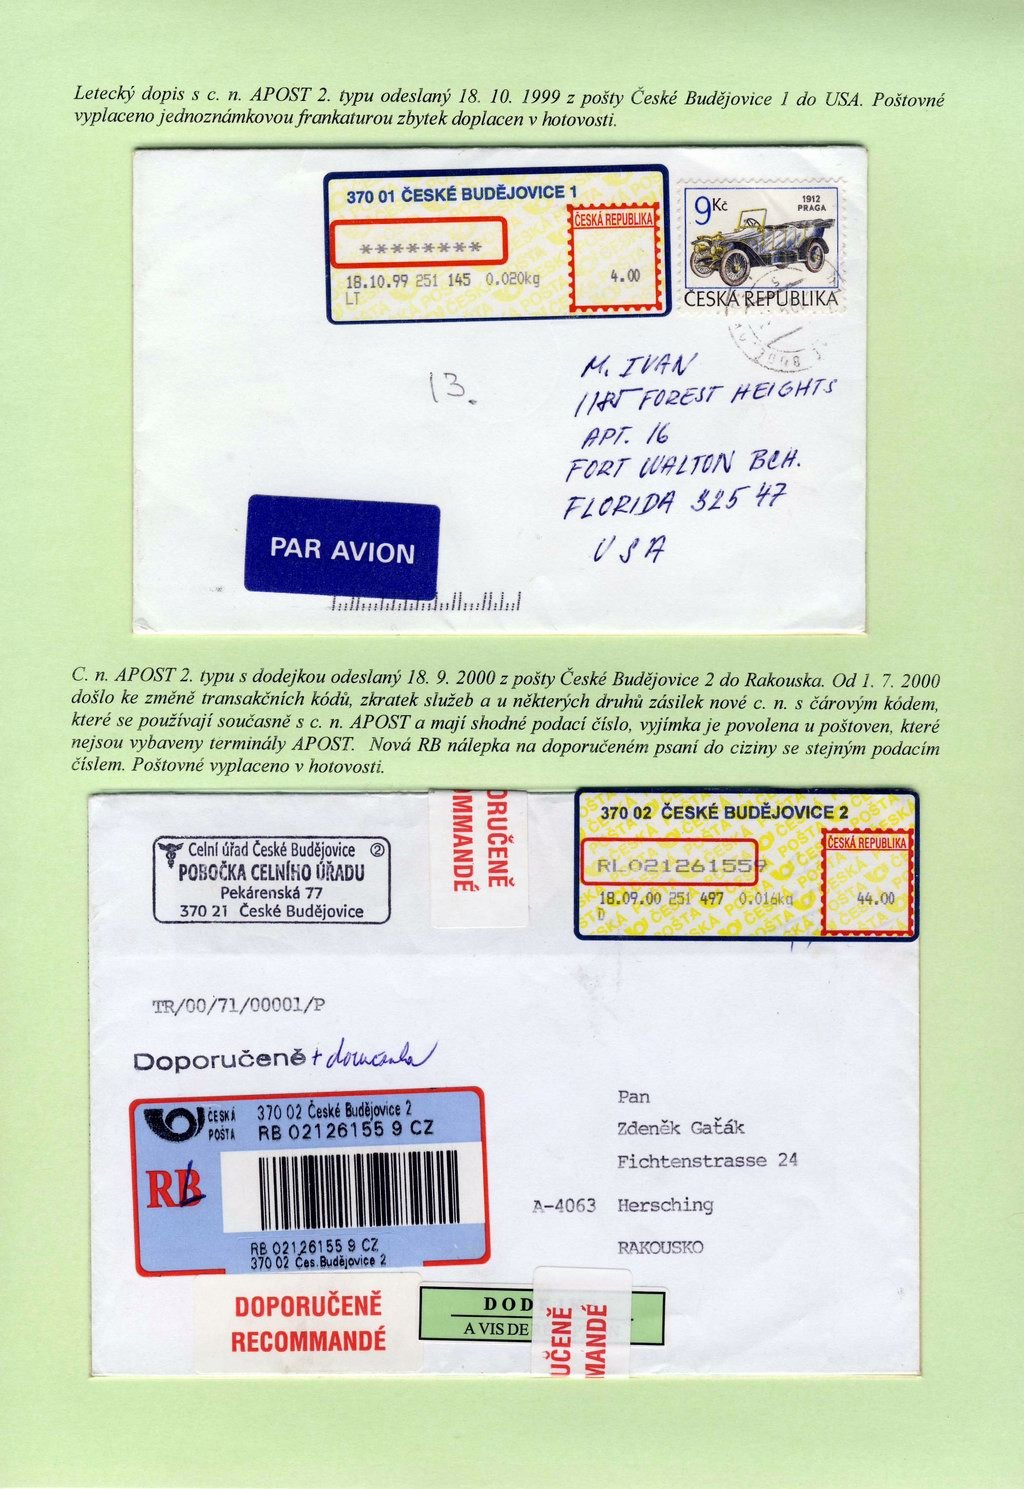 Letecký dopis s c. n. APOST 2. typu odeslaný 18. 10. 1999 z pošty České Budějovice 1 do USA. Poštovné
vyplaceno jednoznámkovou frankaturou zbytek doplacen v hotovosti.
370 01 ČESKÉ BUDĚJOVICE 1
********
ČESKÁ REPUBLIKA
18.10.99 251 145 0.020kg
4.00
LT
9Kč
1912
PRAGA
ČESKÁ REPUBLIKA
13.
M. IVAN
FOREST HEIGHTS
APT. 16
FORT WALTON BCH.
FLORIDA 32547
USA
PAR AVION
C. n. APOST 2. typu s dodejkou odeslaný 18. 9. 2000 z pošty České Budějovice 2 do Rakouska. Od 1. 7. 2000
došlo ke změně transakčních kódů, zkratek služeb a u některých druhů zásilek nové c. n. s čárovým kódem,
které se používají současně s c. n. APOST a mají shodné podací číslo, vyjímka je povolena u poštoven, které
nejsou vybaveny terminály APOST. Nová RB nálepka na doporučeném psaní do ciziny se stejným podacím
číslem. Poštovné vyplaceno v hotovosti.
Celní úřad České Budějovice ②
POBOČKA CELNÍHO ÚŘADU
Pekárenská 77
370 21 České Budějovice
ORUČENĚ
MMANDÉ
370 02 ČESKÉ BUDĚJOVICE 2
RL021261559
ČESKÁ REPUBLIKA
18.09.00 251 497 0.016kg
44.00
D
TR/00/71/00001/P
Doporučeně +
ČESKÁ
POŠTA
370 02 České Budějovice 2
RB 02126155 9 CZ
RB
RB 02126155 9 CZ
370 02 Čes.Budějovice 2
Pan
Zdeněk Gaťák
Fichtenstrasse 24
A-4063 Hersching
RAKOUSKO
DOPORUČENĚ
RECOMMANDÉ
DOD
A VIS DE
UČENĚ
MANDÉ